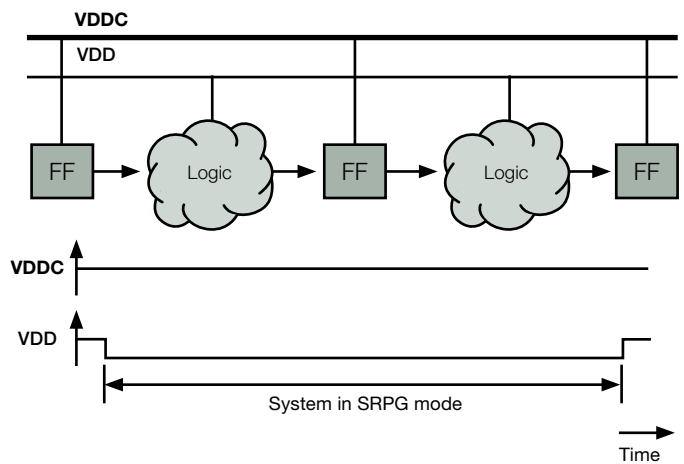 VDDC
VDD
FF
Logic
FF
Logic
FF
VDDC
VDD
System in SRPG mode
Time